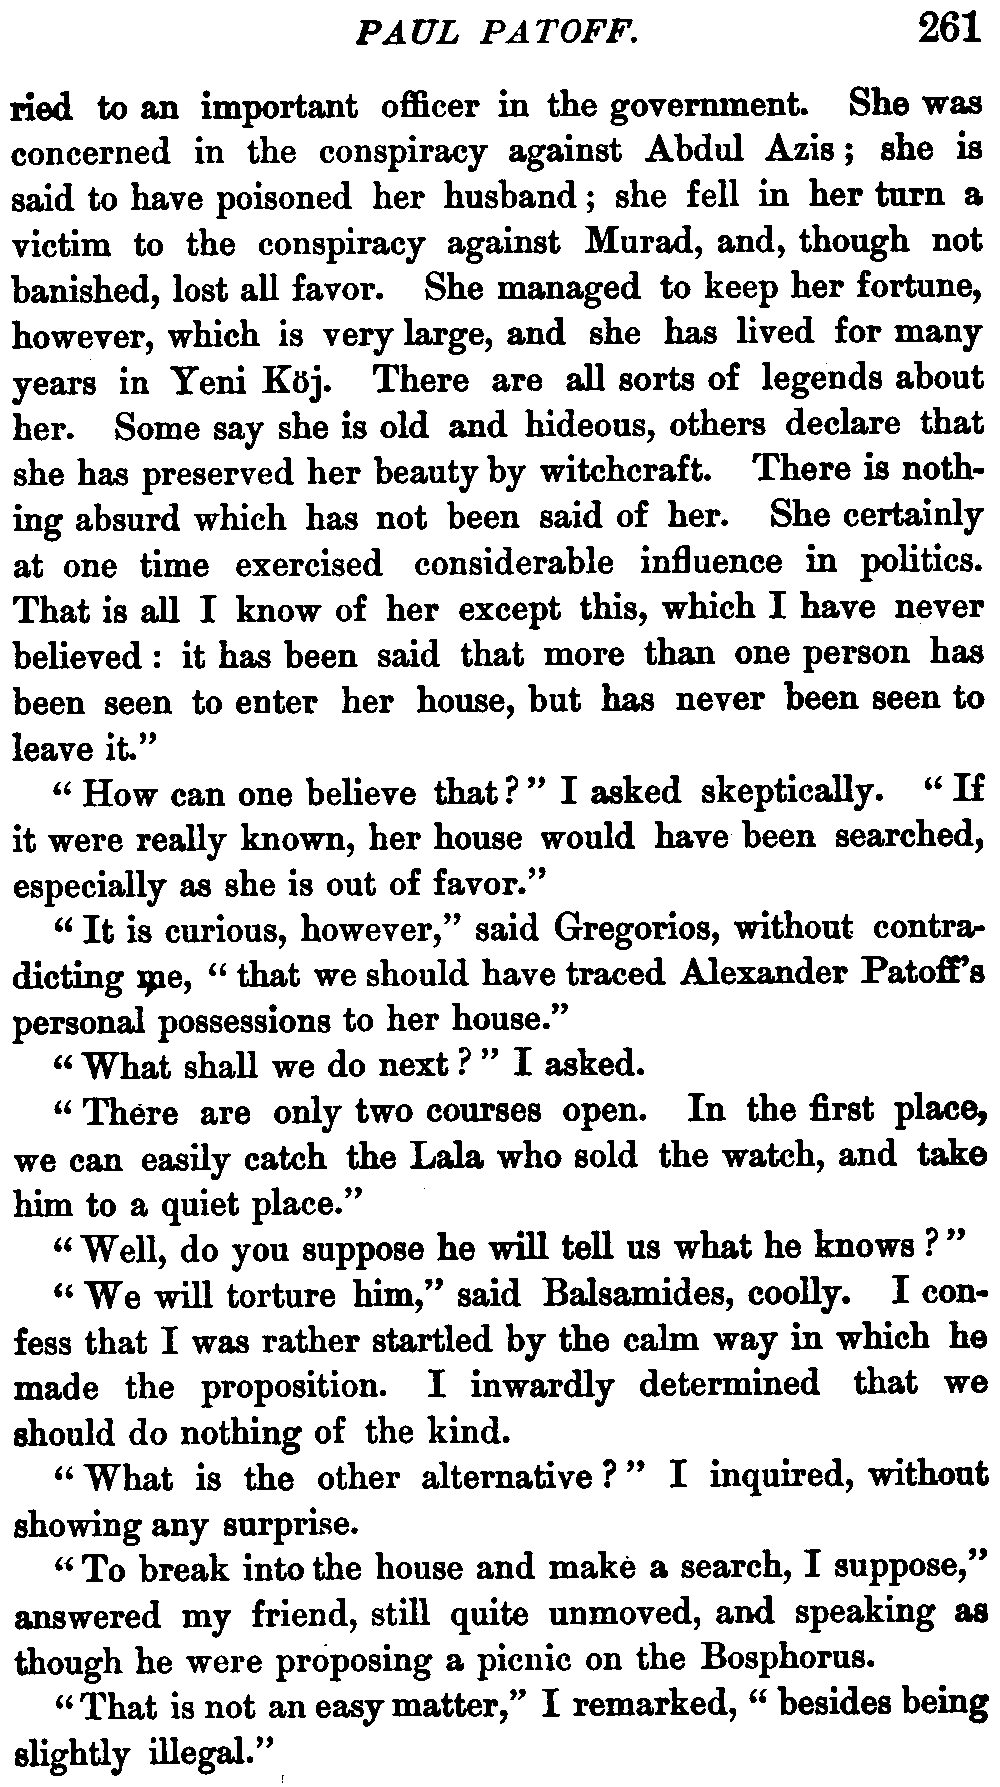 PAUL PATOFF. 261
ried to an important officer in the government. She was
concerned in the conspiracy against Abdul Azis; she is
said to have poisoned her husband; she fell in her turn a
victim to the conspiracy against Murad, and, though not
banished, lost all favor. She managed to keep her fortune,
however, which is very large, and she has lived for many
years in Yeni Köj. There are all sorts of legends about
her. Some say she is old and hideous, others declare that
she has preserved her beauty by witchcraft. There is noth-
ing absurd which has not been said of her. She certainly
at one time exercised considerable influence in politics.
That is all I know of her except this, which I have never
believed: it has been said that more than one person has
been seen to enter her house, but has never been seen to
leave it."
"How can one believe that?" I asked skeptically. "If
it were really known, her house would have been searched,
especially as she is out of favor."
"It is curious, however," said Gregorios, without contra-
dicting me, "that we should have traced Alexander Patoff's
personal possessions to her house."
"What shall we do next?" I asked.
"There are only two courses open. In the first place,
we can easily catch the Lala who sold the watch, and take
him to a quiet place."
"Well, do you suppose he will tell us what he knows?"
"We will torture him," said Balsamides, coolly. I con-
fess that I was rather startled by the calm way in which he
made the proposition. I inwardly determined that we
should do nothing of the kind.
"What is the other alternative?" I inquired, without
showing any surprise.
"To break into the house and make a search, I suppose,"
answered my friend, still quite unmoved, and speaking as
though he were proposing a picnic on the Bosphorus.
"That is not an easy matter," I remarked, "besides being
slightly illegal."